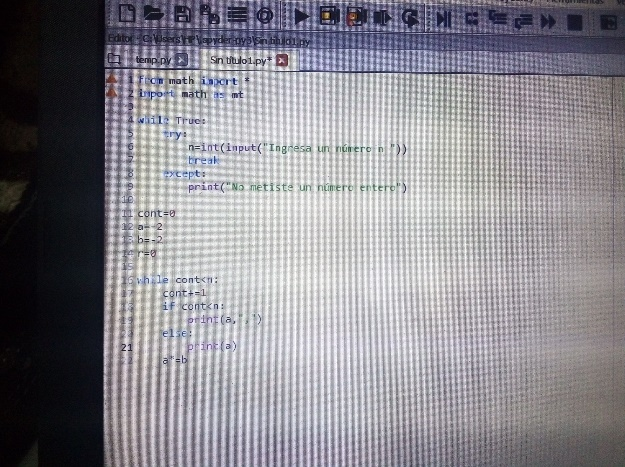 Editor - C:\Users\HP\.spyder-py3\Sin título1.py
temp.py
Sin título1.py*
1 from math import *
2 import math as mt
3
4 while True:
5 try:
6 n=int(input("Ingresa un número n "))
7 break
8 except:
9 print("No metiste un número entero")
10
11 cont=0
12 a=-2
13 b=-2
14 r=0
15
16 while cont<n:
17 cont+=1
18 if cont<n:
19 print(a,",")
20 else:
21 print(a)
22 a*=b